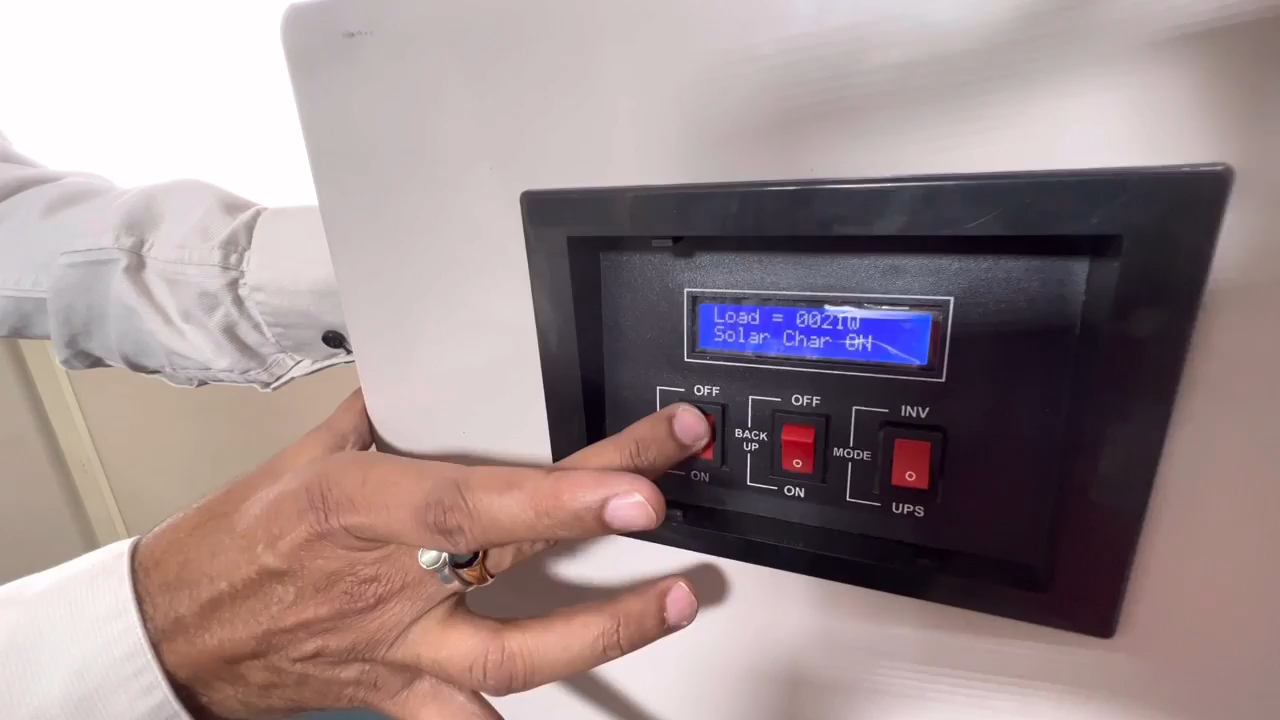 Load = 0021W
Solar Char ON
OFF
ON
OFF
BACK
UP
ON
INV
MODE
UPS